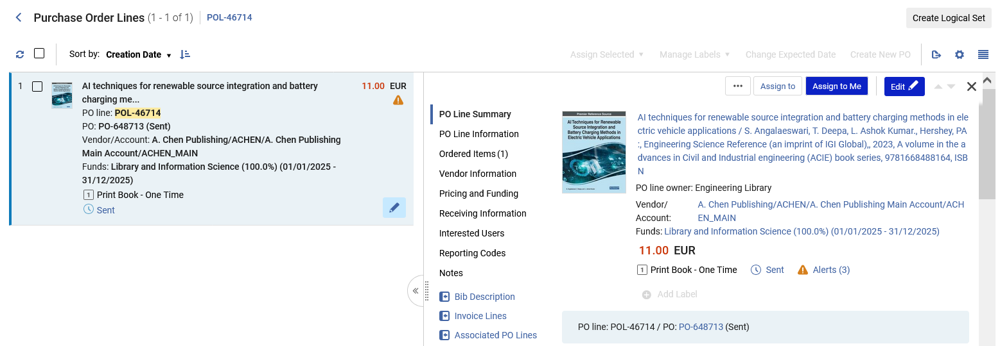 Purchase Order Lines (1 - 1 of 1) POL-46714
Create Logical Set
Sort by: Creation Date
Assign Selected Manage Labels Change Expected Date Create New PO
1
AI techniques for renewable source integration and battery
charging me...
11.00 EUR
PO line: POL-46714
PO: PO-648713 (Sent)
Vendor/Account: A. Chen Publishing/ACHEN/A. Chen Publishing
Main Account/ACHEN_MAIN
Funds: Library and Information Science (100.0%) (01/01/2025 -
31/12/2025)
1 Print Book - One Time
Sent
Assign to Assign to Me Edit
PO Line Summary
PO Line Information
Ordered Items (1)
Vendor Information
Pricing and Funding
Receiving Information
Interested Users
Reporting Codes
Notes
Bib Description
Invoice Lines
Associated PO Lines
Premier Reference Source
AI Techniques for Renewable
Source Integration and
Battery Charging Methods in
Electric Vehicle Applications
AI techniques for renewable source integration and battery charging methods in ele
ctric vehicle applications / S. Angalaeswari, T. Deepa, L. Ashok Kumar., Hershey, PA
:, Engineering Science Reference (an imprint of IGI Global),, 2023, A volume in the a
dvances in Civil and Industrial engineering (ACIE) book series, 9781668488164, ISB
N
PO line owner: Engineering Library
Vendor/ A. Chen Publishing/ACHEN/A. Chen Publishing Main Account/ACH
Account: EN_MAIN
Funds: Library and Information Science (100.0%) (01/01/2025 - 31/12/2025)
11.00 EUR
1 Print Book - One Time Sent Alerts (3)
Add Label
PO line: POL-46714 / PO: PO-648713 (Sent)